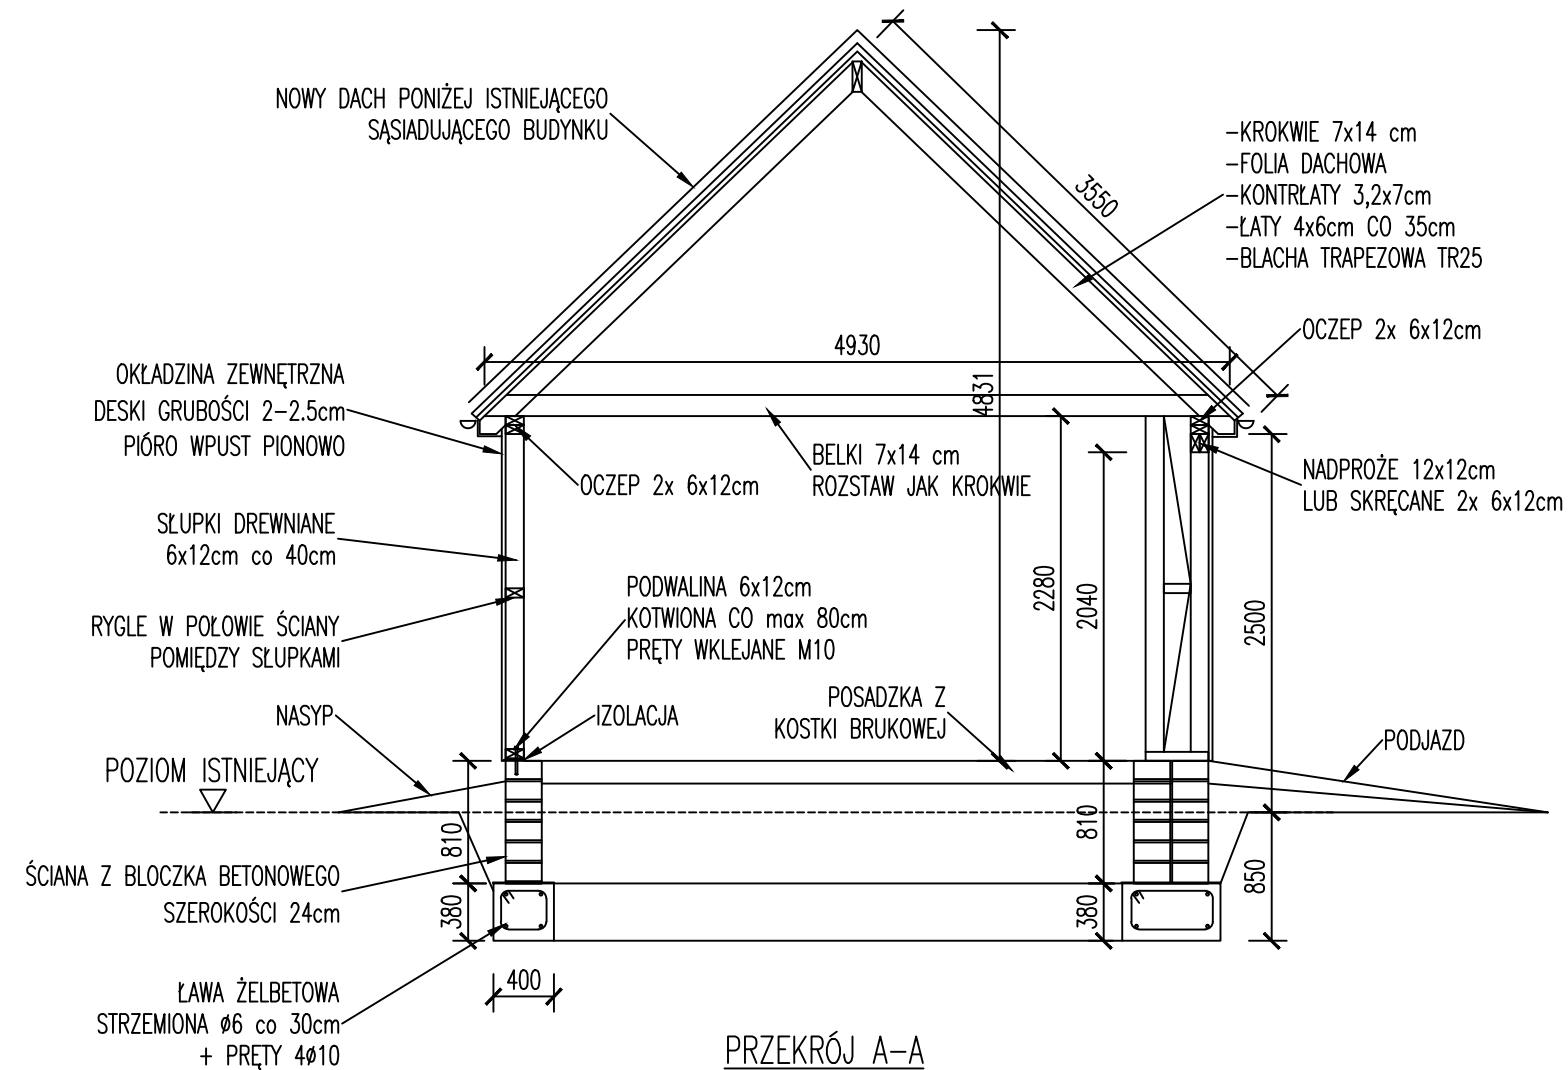 NOWY DACH PONIŻEJ ISTNIEJĄCEGO
SĄSIADUJĄCEGO BUDYNKU
-KROKWIE 7x14 cm
-FOLIA DACHOWA
-KONTRŁATY 3,2x7cm
-ŁATY 4x6cm CO 35cm
-BLACHA TRAPEZOWA TR25
3550
4930
4831
OCZEP 2x 6x12cm
OKŁADZINA ZEWNĘTRZNA
DESKI GRUBOŚCI 2-2.5cm
PIÓRO WPUST PIONOWO
BELKI 7x14 cm
ROZSTAW JAK KROKWIE
OCZEP 2x 6x12cm
NADPROŻE 12x12cm
LUB SKRĘCANE 2x 6x12cm
SŁUPKI DREWNIANE
6x12cm co 40cm
PODWALINA 6x12cm
KOTWIONA CO max 80cm
PRĘTY WKLEJANE M10
2280
2040
2500
RYGLE W POŁOWIE ŚCIANY
POMIĘDZY SŁUPKAMI
NASYP
IZOLACJA
POSADZKA Z
KOSTKI BRUKOWEJ
PODJAZD
POZIOM ISTNIEJĄCY
810
810
850
ŚCIANA Z BLOCZKA BETONOWEGO
SZEROKOŚCI 24cm
380
380
400
ŁAWA ŻELBETOWA
STRZEMIONA ø6 co 30cm
+ PRĘTY 4ø10
PRZEKRÓJ A-A